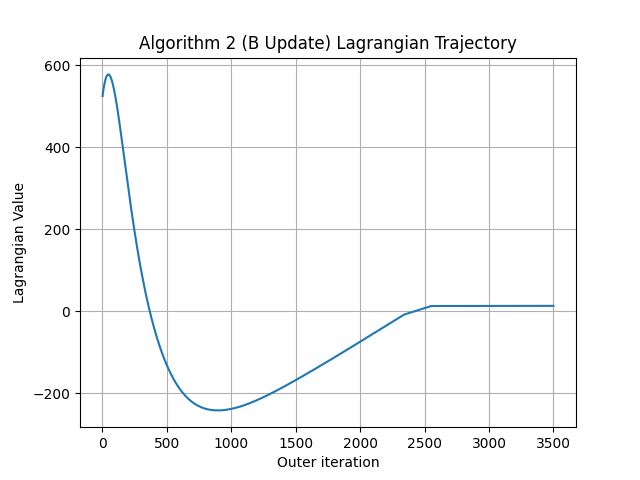 Algorithm 2 (B Update) Lagrangian Trajectory
600
400
200
0
−200
Lagrangian Value
0 500 1000 1500 2000 2500 3000 3500
Outer iteration